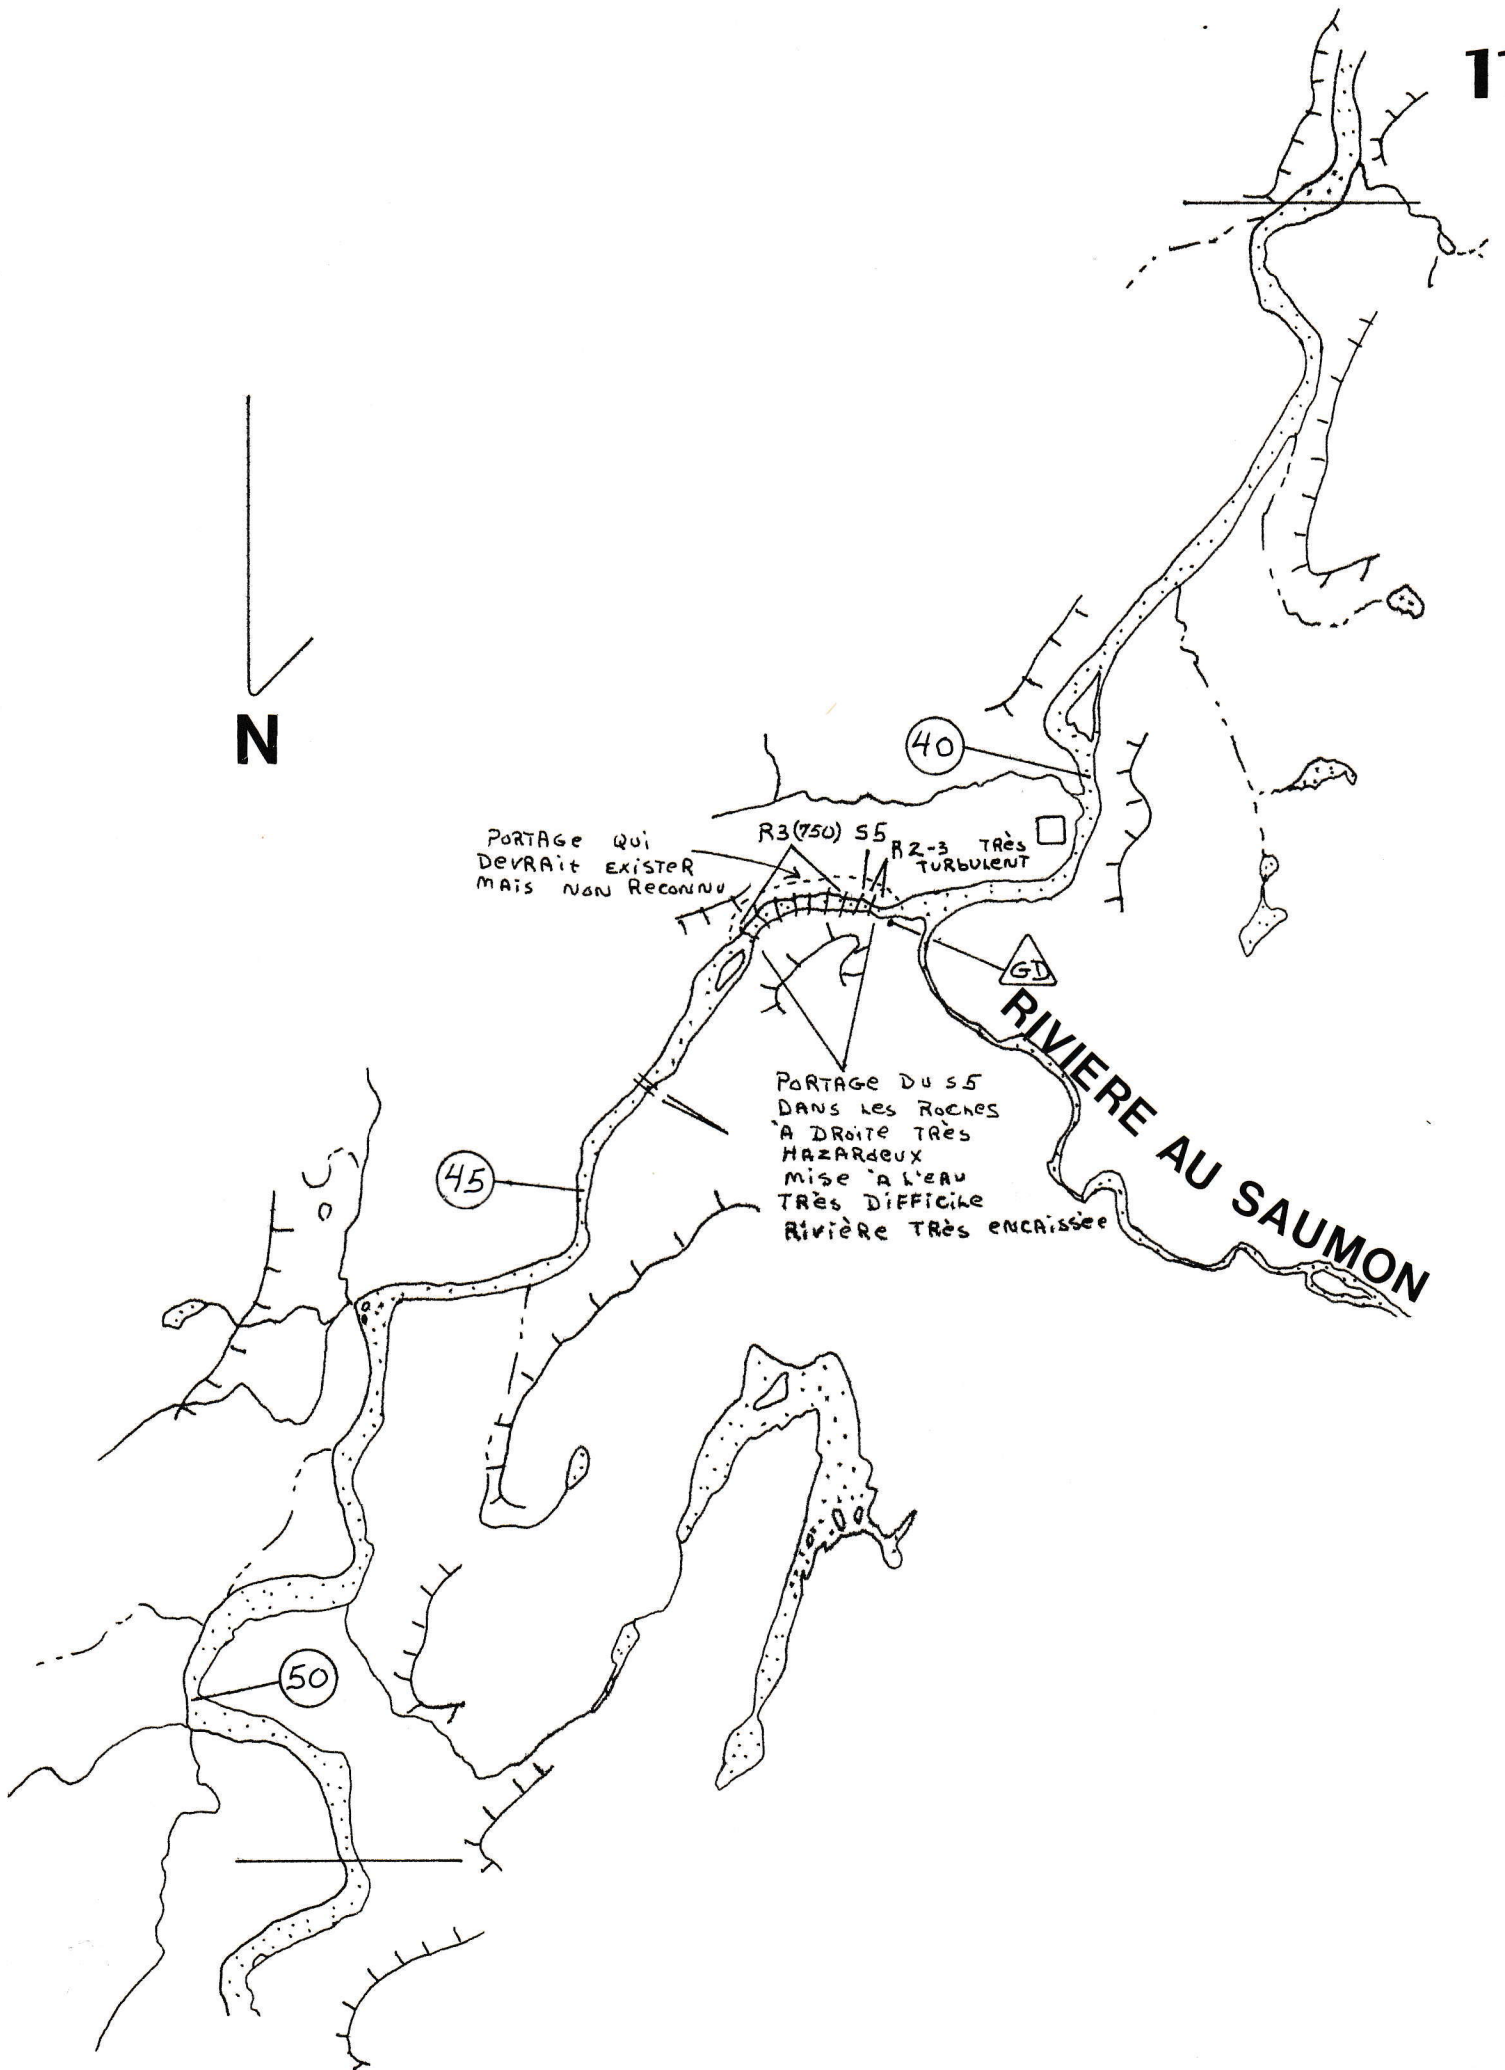 11
N
40
PORTAGE QUI
DEVRAIT EXISTER
MAIS NON RECONNU
R3(750) S5
R2-3 TRÈS
TURBULENT
GD
RIVIERE AU SAUMON
PORTAGE DU S5
DANS LES ROCHES
À DROITE TRÈS
HAZARDEUX
MISE À L'EAU
TRÈS DIFFICILE
RIVIÈRE TRÈS ENCAISSÉE
45
50